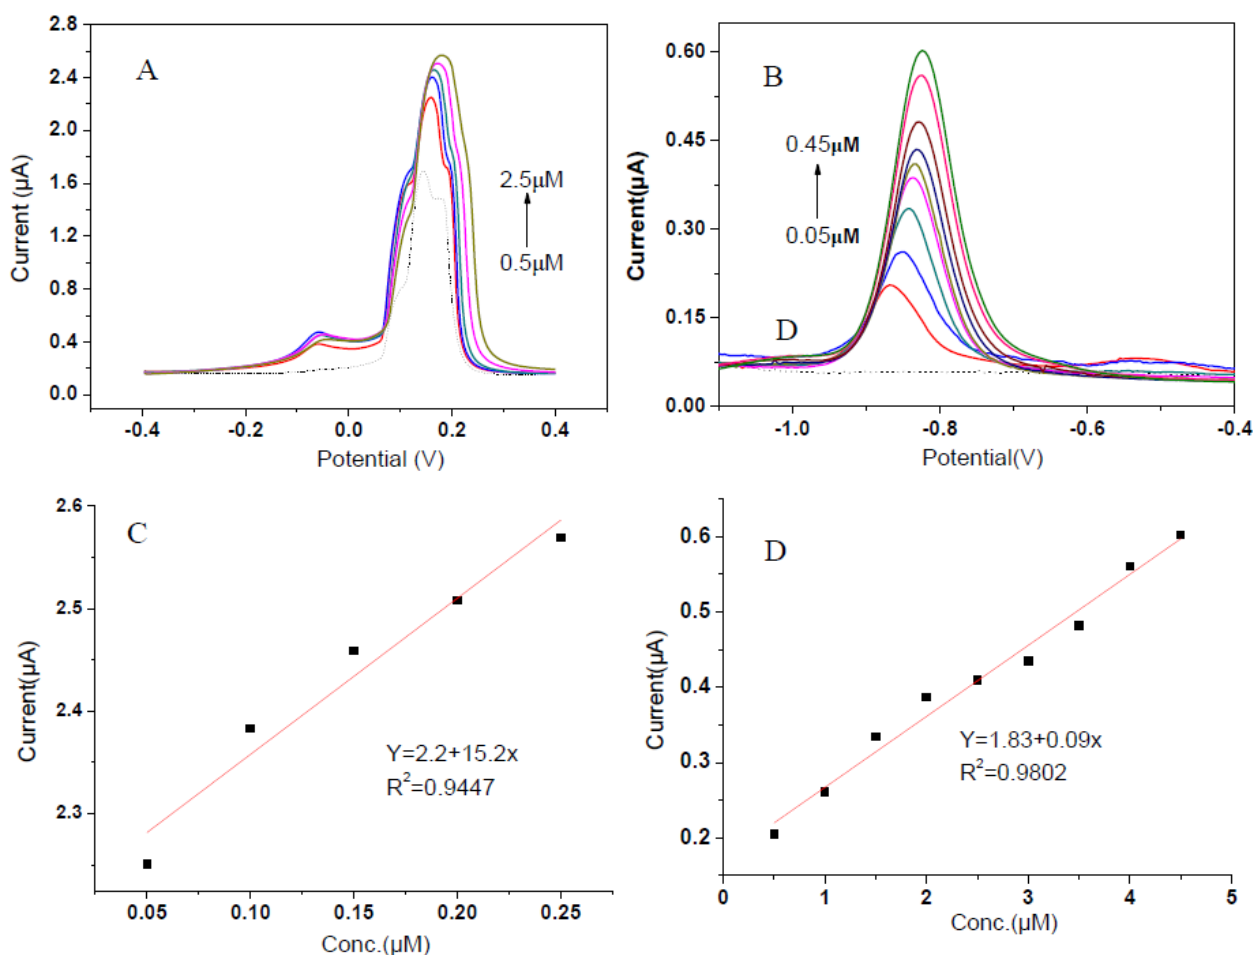 A
2.8
2.4
2.0
1.6
1.2
0.8
0.4
0.0
Current (µA)
2.5µM
0.5µM
-0.4
-0.2
0.0
0.2
0.4
Potential (V)
B
0.60
0.45
0.30
0.15
0.00
Current(µA)
0.45µM
0.05µM
D
-1.0
-0.8
-0.6
-0.4
Potential(V)
C
2.6
2.5
2.4
2.3
Current(µA)
Y=2.2+15.2x
R²=0.9447
0.05
0.10
0.15
0.20
0.25
Conc.(µM)
D
0.6
0.5
0.4
0.3
0.2
Current(µA)
Y=1.83+0.09x
R²=0.9802
0
1
2
3
4
5
Conc.(µM)